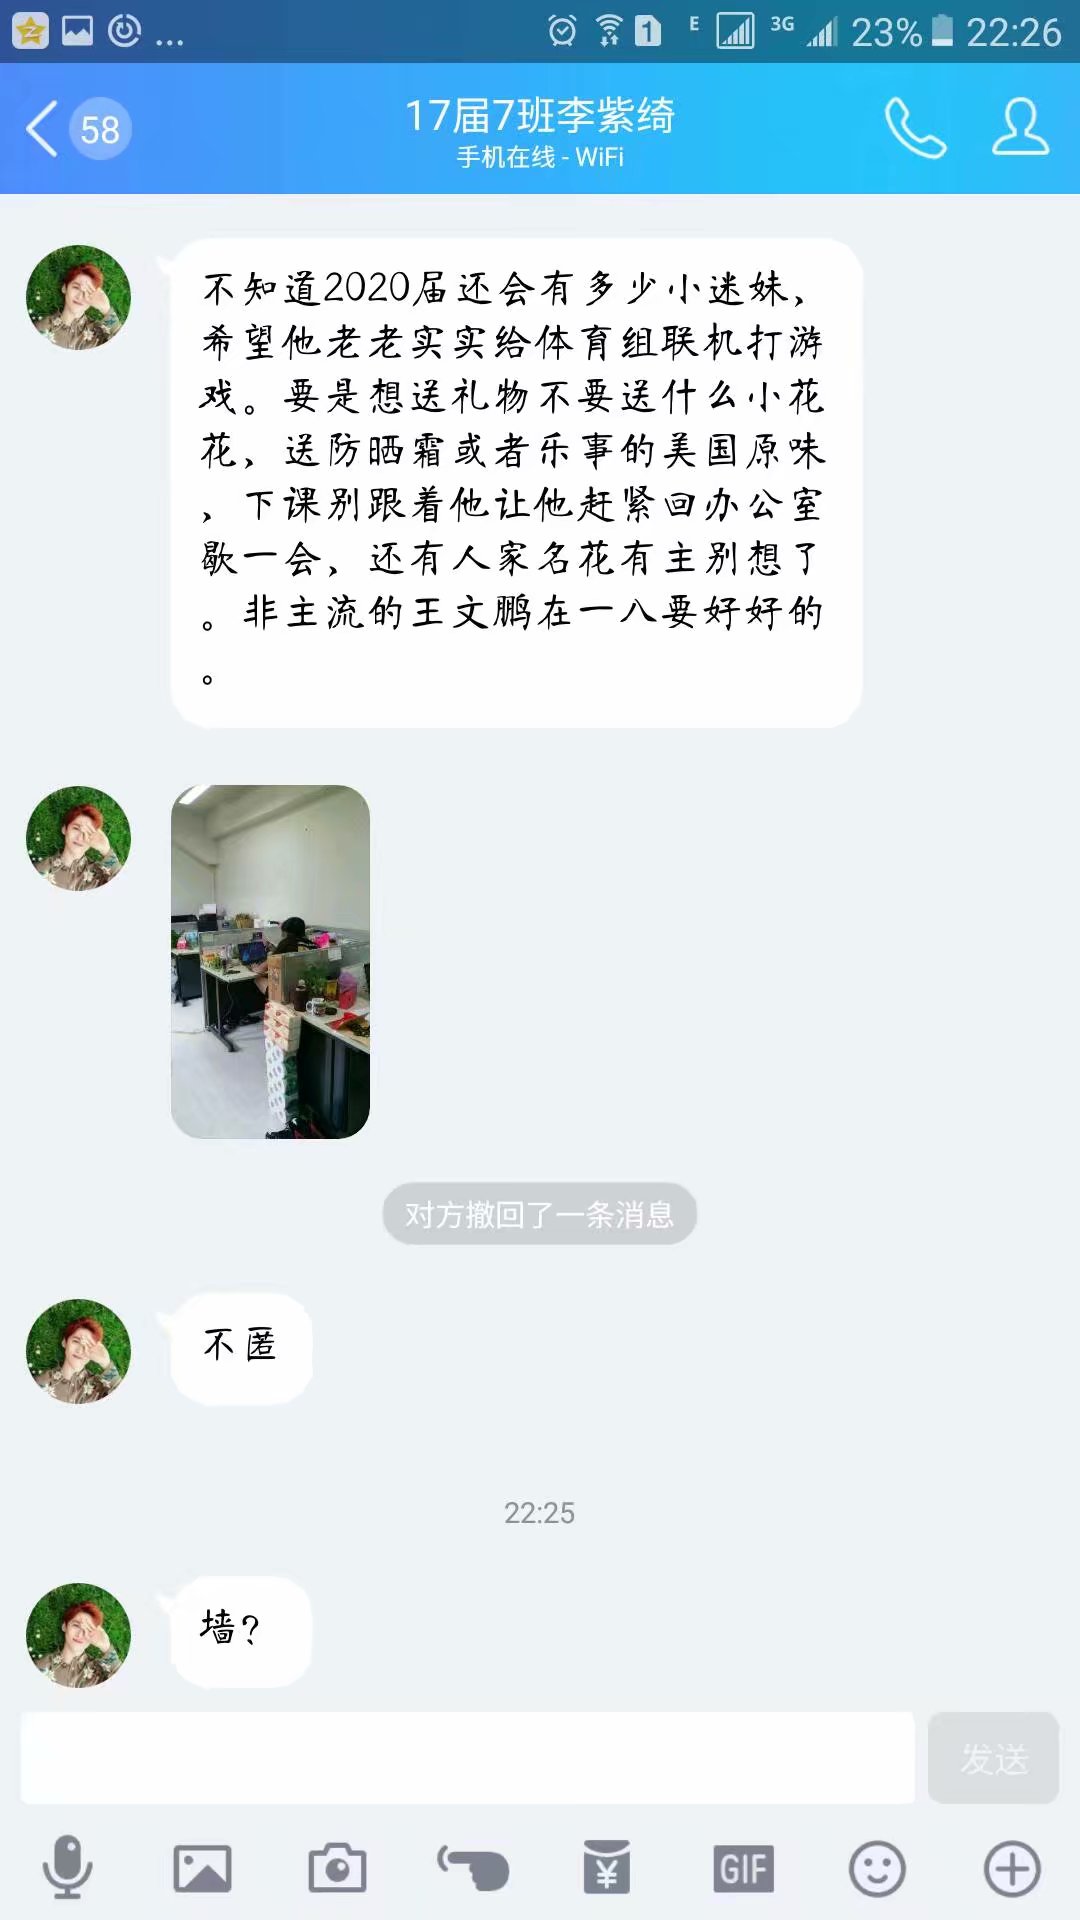 ... 1 E 3G 23% 22:26
58
17届7班李紫绮
手机在线 - WiFi
不知道2020届还会有多少小迷妹，
希望他老老实实给体育组联机打游
戏。要是想送礼物不要送什么小花
花，送防晒霜或者乐事的美国原味
，下课别跟着他让他赶紧回办公室
歇一会，还有人家名花有主别想了
。非主流的王文鹏在一八要好好的
。
对方撤回了一条消息
不匿
22:25
墙？
发送
GIF